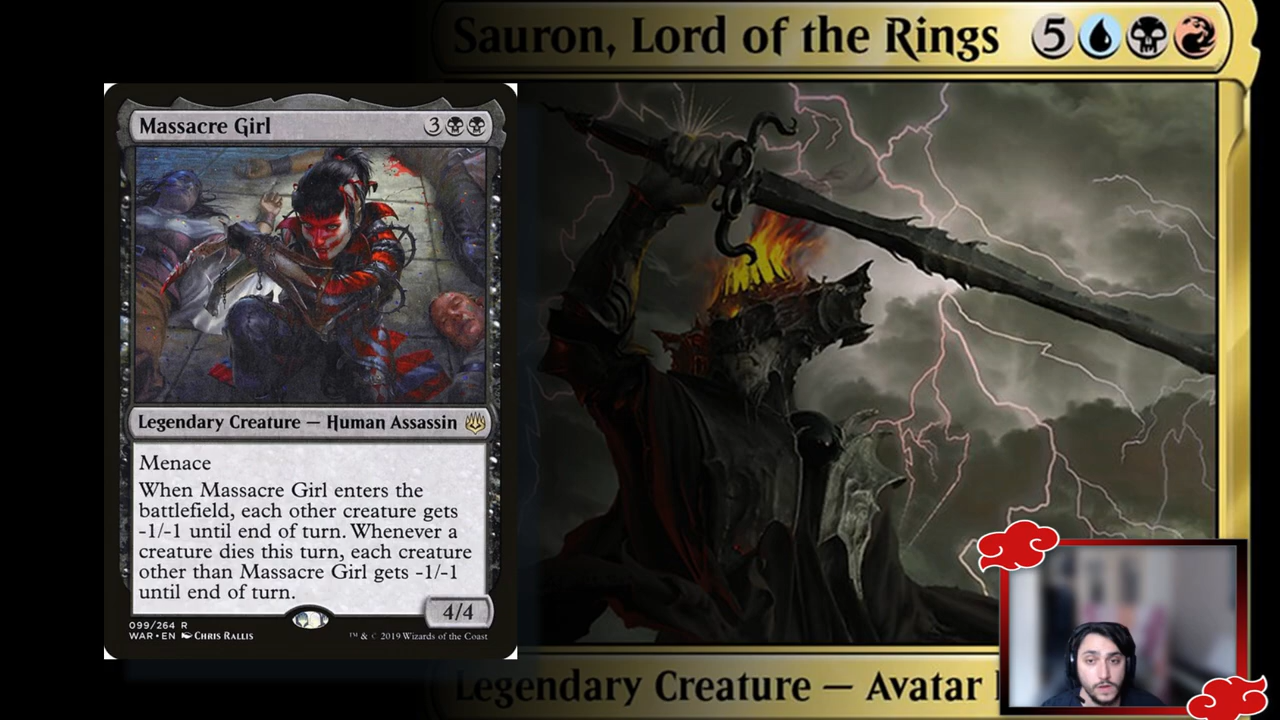 Sauron, Lord of the Rings 5
Massacre Girl 3
Legendary Creature — Human Assassin
Menace
When Massacre Girl enters the
battlefield, each other creature gets
-1/-1 until end of turn. Whenever a
creature dies this turn, each creature
other than Massacre Girl gets -1/-1
until end of turn.
4/4
099/264 R
WAR • EN CHRIS RALLIS
™ & © 2019 Wizards of the Coast
Legendary Creature — Avatar